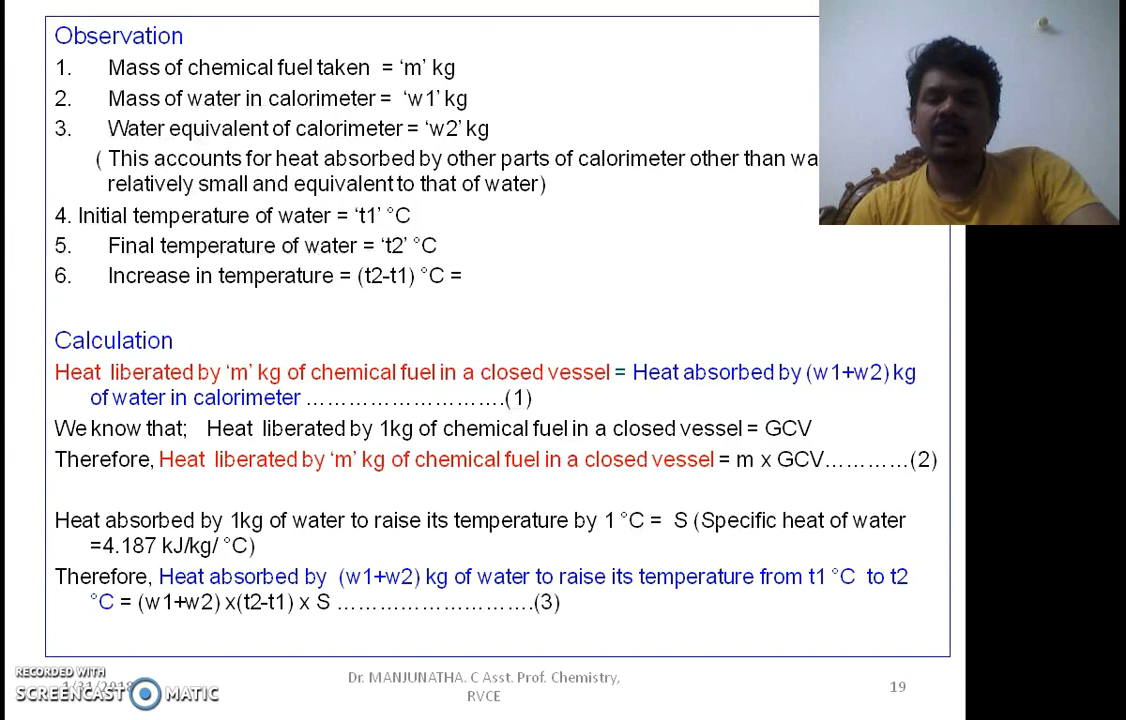 Observation
1. Mass of chemical fuel taken = ‘m’ kg
2. Mass of water in calorimeter = ‘w1’ kg
3. Water equivalent of calorimeter = ‘w2’ kg
( This accounts for heat absorbed by other parts of calorimeter other than
relatively small and equivalent to that of water)
4. Initial temperature of water = ‘t1’ °C
5. Final temperature of water = ‘t2’ °C
6. Increase in temperature = (t2-t1) °C =
Calculation
Heat liberated by ‘m’ kg of chemical fuel in a closed vessel = Heat absorbed by (w1+w2) kg
of water in calorimeter ……………………….(1)
We know that; Heat liberated by 1kg of chemical fuel in a closed vessel = GCV
Therefore, Heat liberated by ‘m’ kg of chemical fuel in a closed vessel = m x GCV…………(2)
Heat absorbed by 1kg of water to raise its temperature by 1 °C = S (Specific heat of water
=4.187 kJ/kg/ °C)
Therefore, Heat absorbed by (w1+w2) kg of water to raise its temperature from t1 °C to t2
°C = (w1+w2) x(t2-t1) x S ……………………….(3)
RECORDED WITH
SCREENCAST MATIC
Dr. MANJUNATHA. C Asst. Prof. Chemistry,
RVCE
19